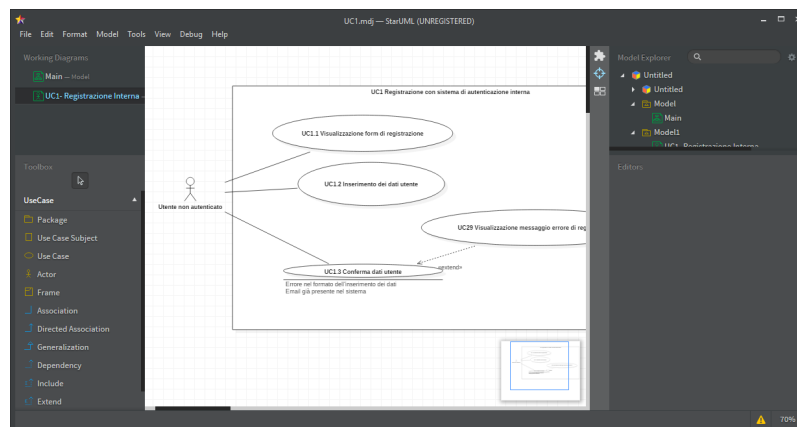 UC1.mdj — StarUML (UNREGISTERED)
File Edit Format Model Tools View Debug Help
Working Diagrams
Main — Model
UC1- Registrazione Interna -
Toolbox
UseCase
Package
Use Case Subject
Use Case
Actor
Frame
Association
Directed Association
Generalization
Dependency
Include
Extend
UC1 Registrazione con sistema di autenticazione interna
UC1.1 Visualizzazione form di registrazione
UC1.2 Inserimento dei dati utente
Utente non autenticato
UC29 Visualizzazione messaggio errore di reg
«extend»
UC1.3 Conferma dati utente
Errore nel formato dell'inserimento dei dati
Email già presente nel sistema
Model Explorer
Untitled
Untitled
Model
Main
Model1
UC1- Registrazione Interna
Editors
70%